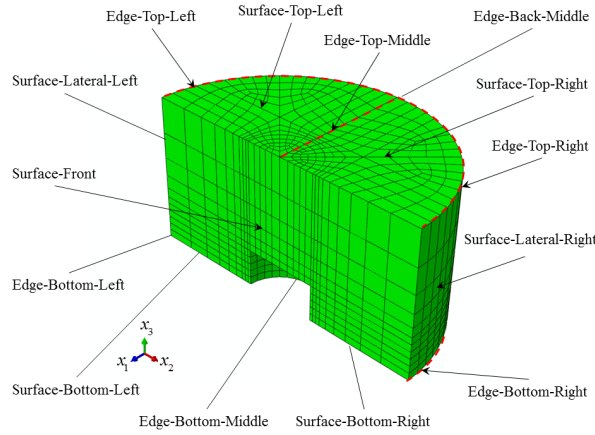 Edge-Top-Left
Surface-Top-Left
Edge-Top-Middle
Edge-Back-Middle
Surface-Lateral-Left
Surface-Top-Right
Edge-Top-Right
Surface-Front
Surface-Lateral-Right
Edge-Bottom-Left
x3
x1
x2
Surface-Bottom-Left
Edge-Bottom-Right
Edge-Bottom-Middle
Surface-Bottom-Right